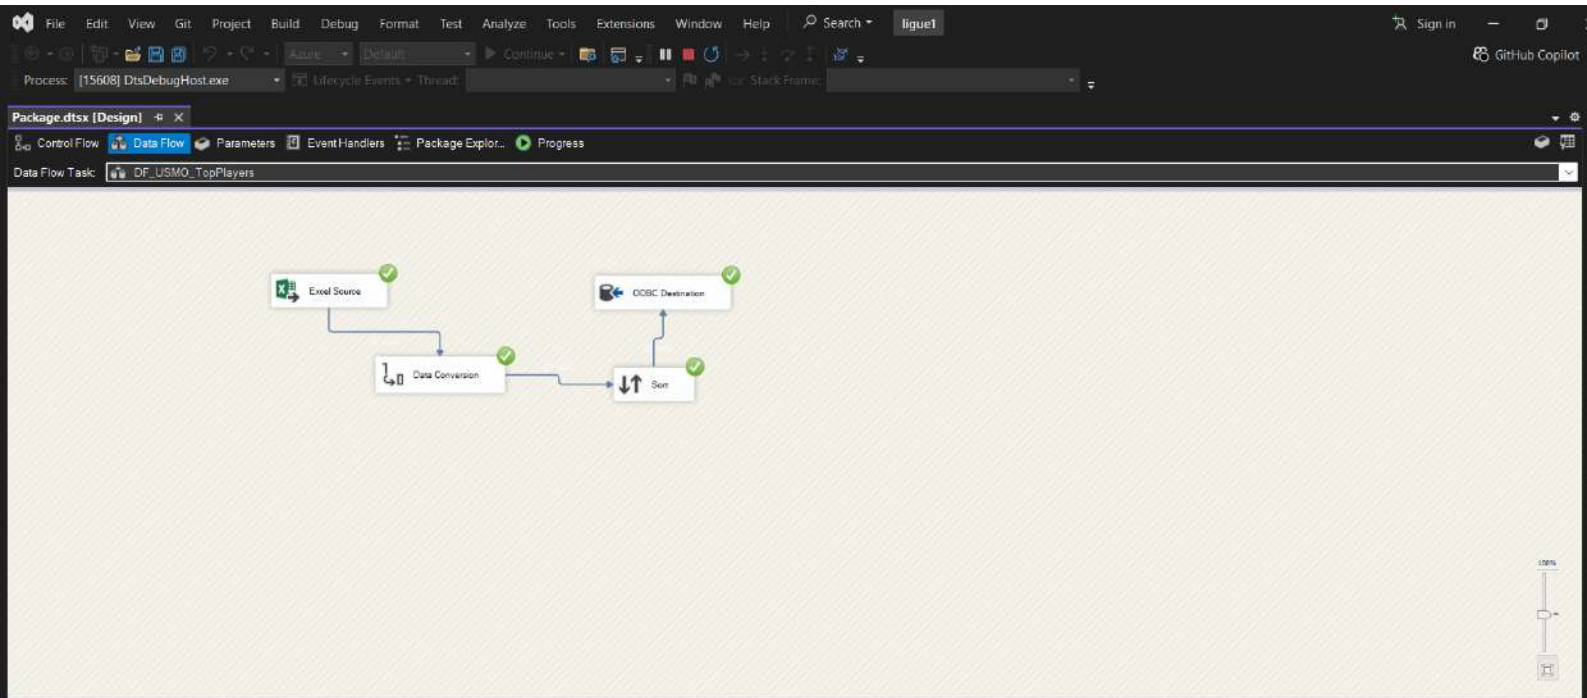 File Edit View Git Project Build Debug Format Test Analyze Tools Extensions Window Help Search ligue1 Sign in
Azure Default Continue GitHub Copilot
Process: [15608] DtsDebugHost.exe Lifecycle Events Thread: Stack Frame:
Package.dtsx [Design]
Control Flow Data Flow Parameters Event Handlers Package Explor... Progress
Data Flow Task: DF_USMO_TopPlayers
Excel Source
ODBC Destination
Data Conversion
Sort
100%